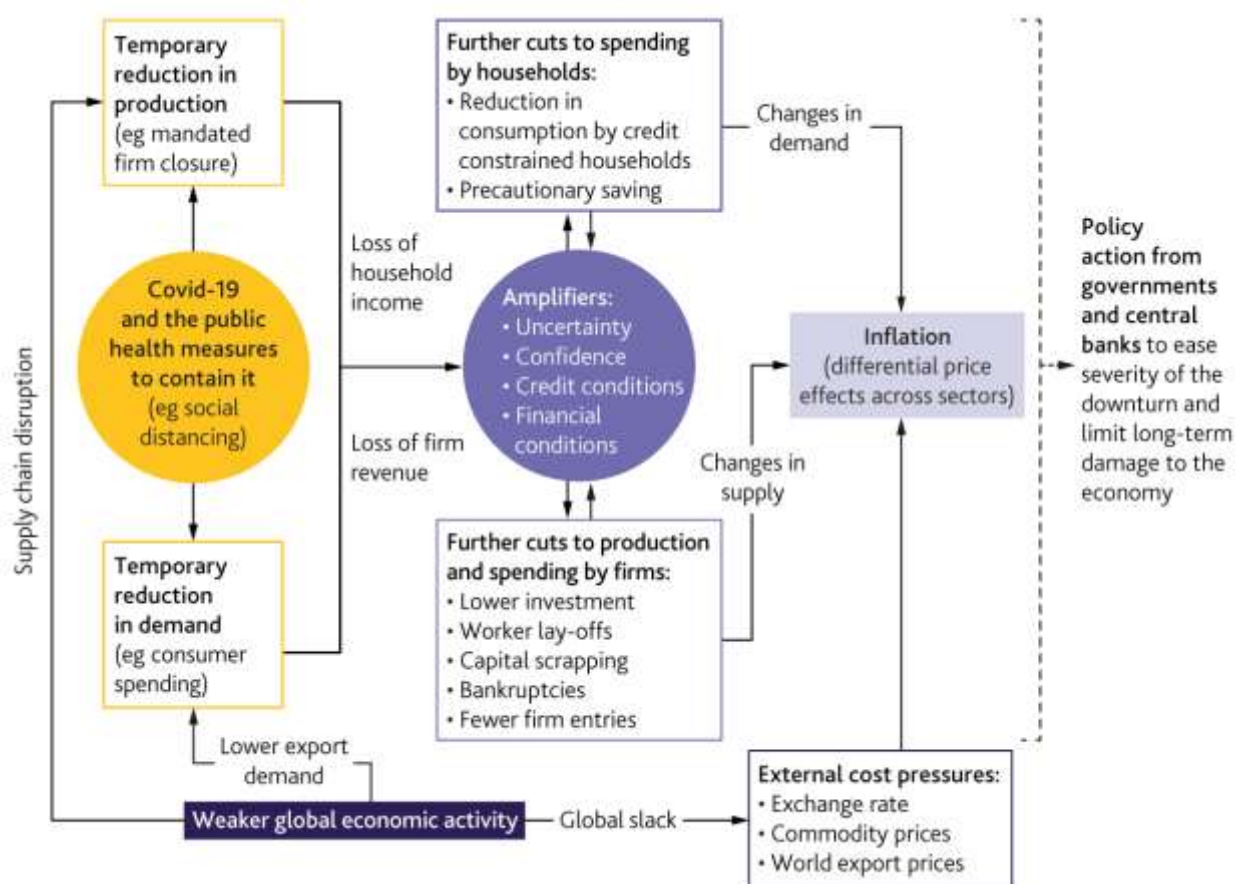 Temporary
reduction in
production
(eg mandated
firm closure)
Further cuts to spending
by households:
• Reduction in
consumption by credit
constrained households
• Precautionary saving
Changes in
demand
Supply chain disruption
Covid-19
and the public
health measures
to contain it
(eg social
distancing)
Loss of
household
income
Loss of firm
revenue
Amplifiers:
• Uncertainty
• Confidence
• Credit conditions
• Financial
conditions
Inflation
(differential price
effects across sectors)
Policy
action from
governments
and central
banks to ease
severity of the
downturn and
limit long-term
damage to the
economy
Changes in
supply
Temporary
reduction
in demand
(eg consumer
spending)
Further cuts to production
and spending by firms:
• Lower investment
• Worker lay-offs
• Capital scrapping
• Bankruptcies
• Fewer firm entries
Lower export
demand
Weaker global economic activity
Global slack
External cost pressures:
• Exchange rate
• Commodity prices
• World export prices